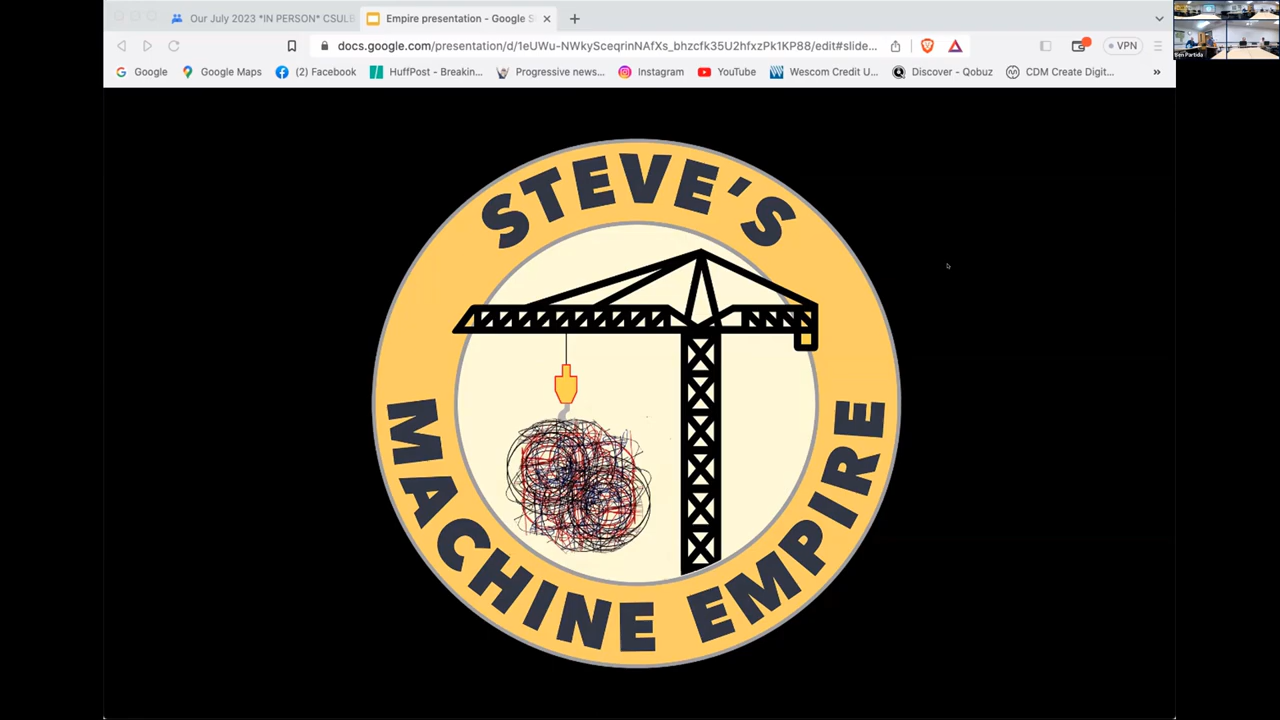 Our July 2023 *IN PERSON* CSULB
Empire presentation - Google S
docs.google.com/presentation/d/1eUWu-NWkySceqrinNAfXs_bhzcfk35U2hfxzPk1KP88/edit#slide...
VPN
Google
Google Maps
(2) Facebook
HuffPost - Breakin...
Progressive news...
Instagram
YouTube
Wescom Credit U...
Discover - Qobuz
CDM Create Digit...
»
Ben Partida
STEVE'S
MACHINE EMPIRE